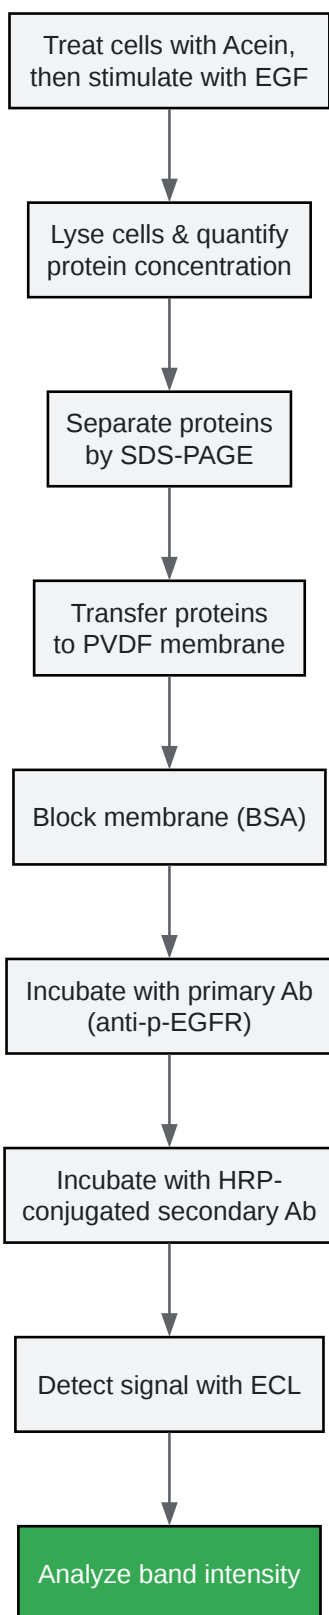 Treat cells with Acein,
then stimulate with EGF
Lyse cells & quantify
protein concentration
Separate proteins
by SDS-PAGE
Transfer proteins
to PVDF membrane
Block membrane (BSA)
Incubate with primary Ab
(anti-p-EGFR)
Incubate with HRP-
conjugated secondary Ab
Detect signal with ECL
Analyze band intensity